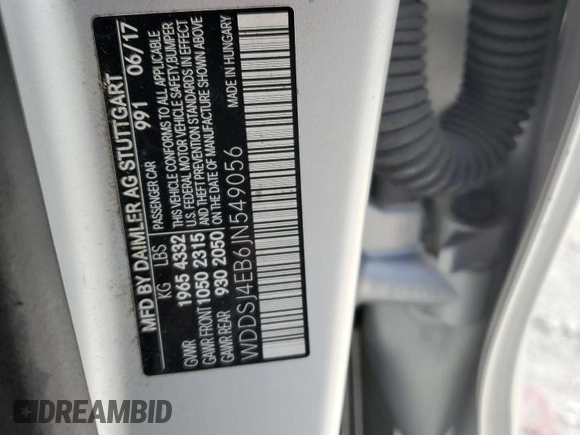 MFD BY DAIMLER AG STUTTGART
991 06/17
KG LBS PASSENGER CAR
GVWR 1965 4332 THIS VEHICLE CONFORMS TO ALL APPLICABLE
GAWR FRONT 1050 2315 U.S. FEDERAL MOTOR VEHICLE SAFETY, BUMPER
GAWR REAR 930 2050 AND THEFT PREVENTION STANDARDS IN EFFECT
ON THE DATE OF MANUFACTURE SHOWN ABOVE
WDDSJ4EB6JN549056 MADE IN HUNGARY
DREAMBID